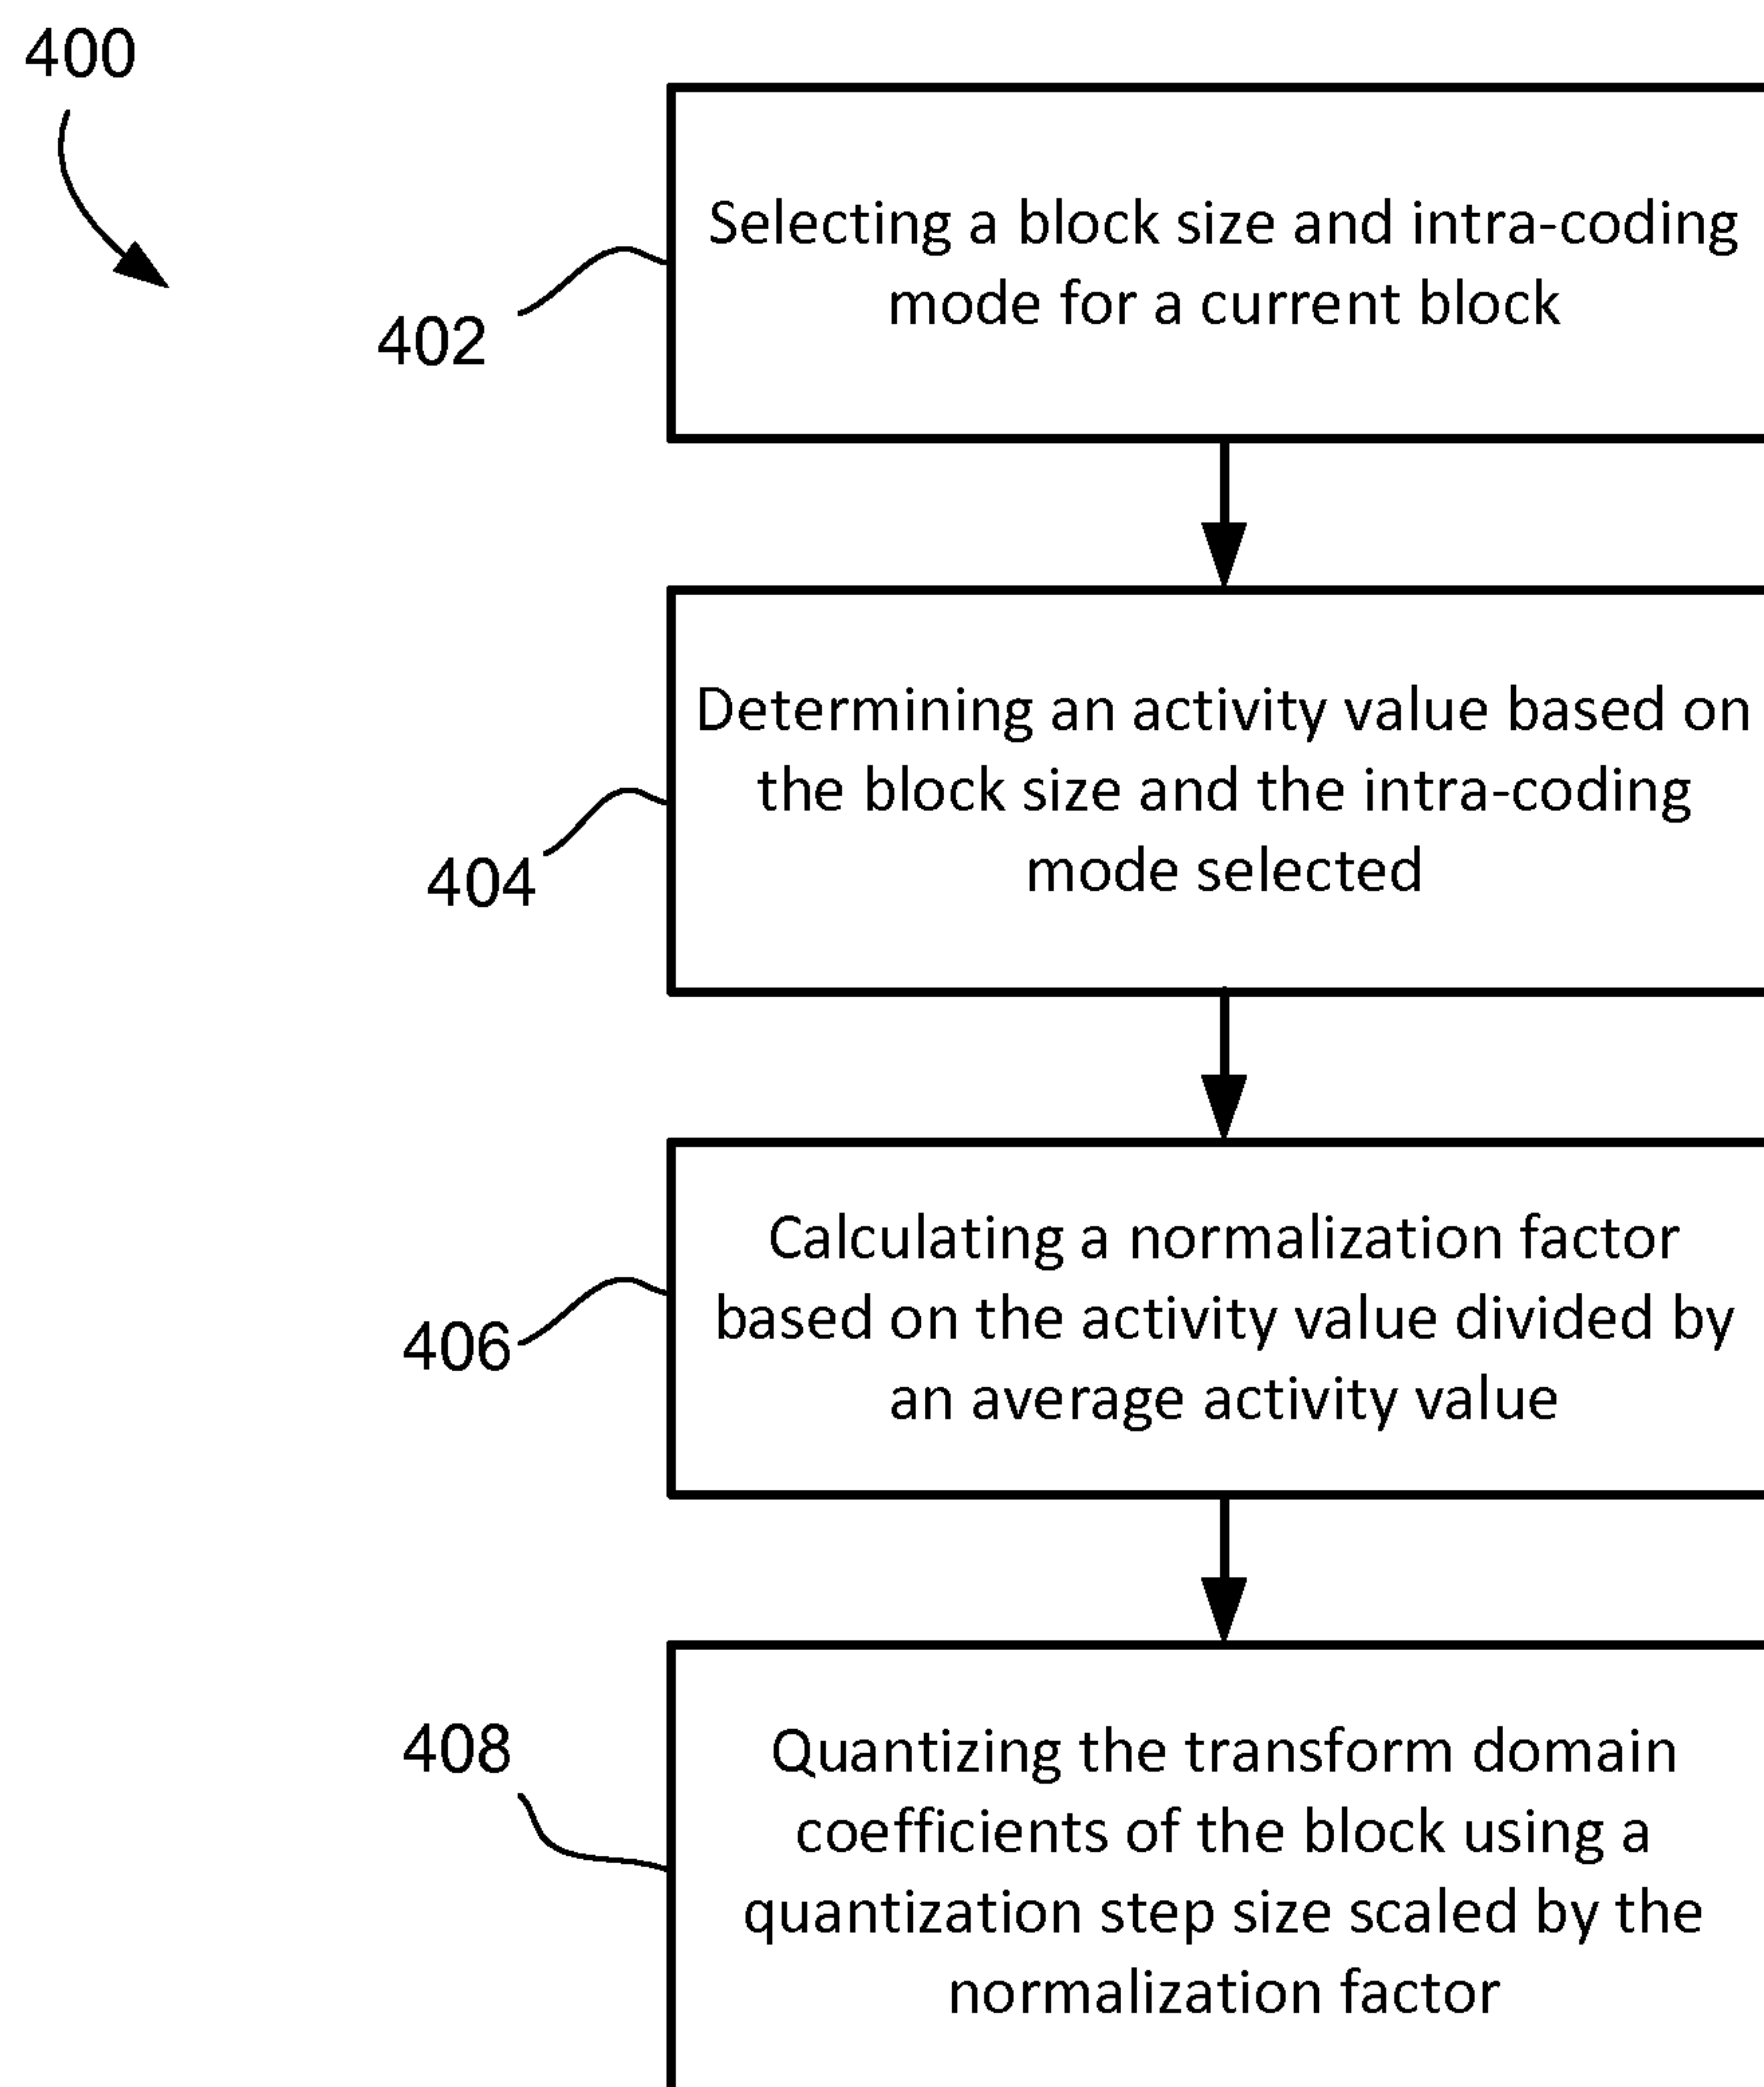 400
Selecting a block size and intra-coding
mode for a current block
402
Determining an activity value based on
the block size and the intra-coding
mode selected
404
Calculating a normalization factor
based on the activity value divided by
an average activity value
406
Quantizing the transform domain
coefficients of the block using a
quantization step size scaled by the
normalization factor
408